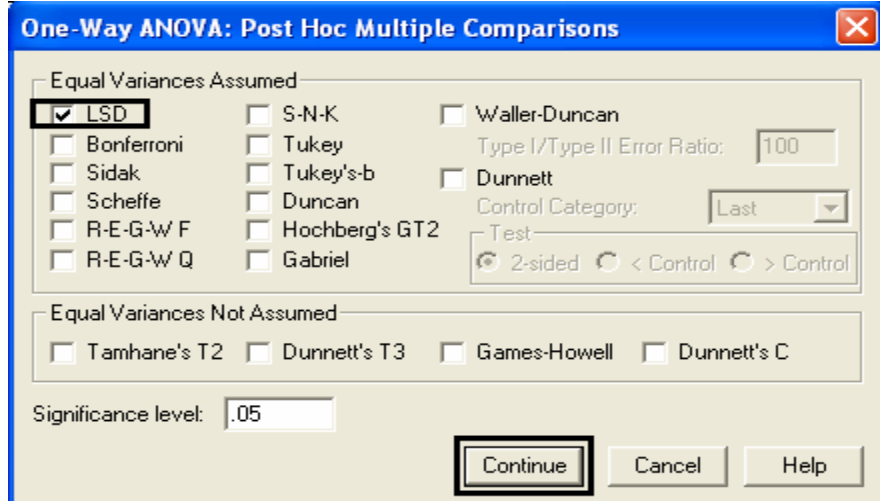 One-Way ANOVA: Post Hoc Multiple Comparisons
Equal Variances Assumed
LSD S-N-K Waller-Duncan
Bonferroni Tukey Type I/Type II Error Ratio: 100
Sidak Tukey's-b Dunnett
Scheffe Duncan Control Category: Last
R-E-G-W F Hochberg's GT2 Test
R-E-G-W Q Gabriel 2-sided < Control > Control
Equal Variances Not Assumed
Tamhane's T2 Dunnett's T3 Games-Howell Dunnett's C
Significance level: .05
Continue Cancel Help